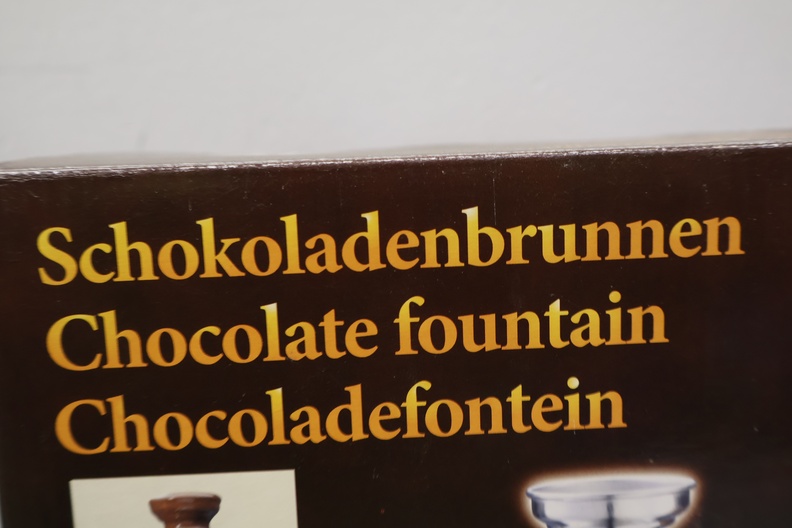 Schokoladenbrunnen
Chocolate fountain
Chocoladefontein